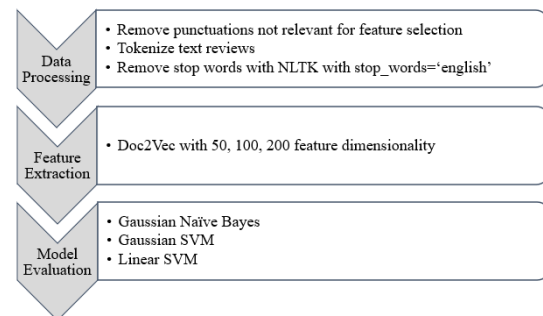 Data
Processing
• Remove punctuations not relevant for feature selection
• Tokenize text reviews
• Remove stop words with NLTK with stop_words=‘english’
Feature
Extraction
• Doc2Vec with 50, 100, 200 feature dimensionality
Model
Evaluation
• Gaussian Naïve Bayes
• Gaussian SVM
• Linear SVM